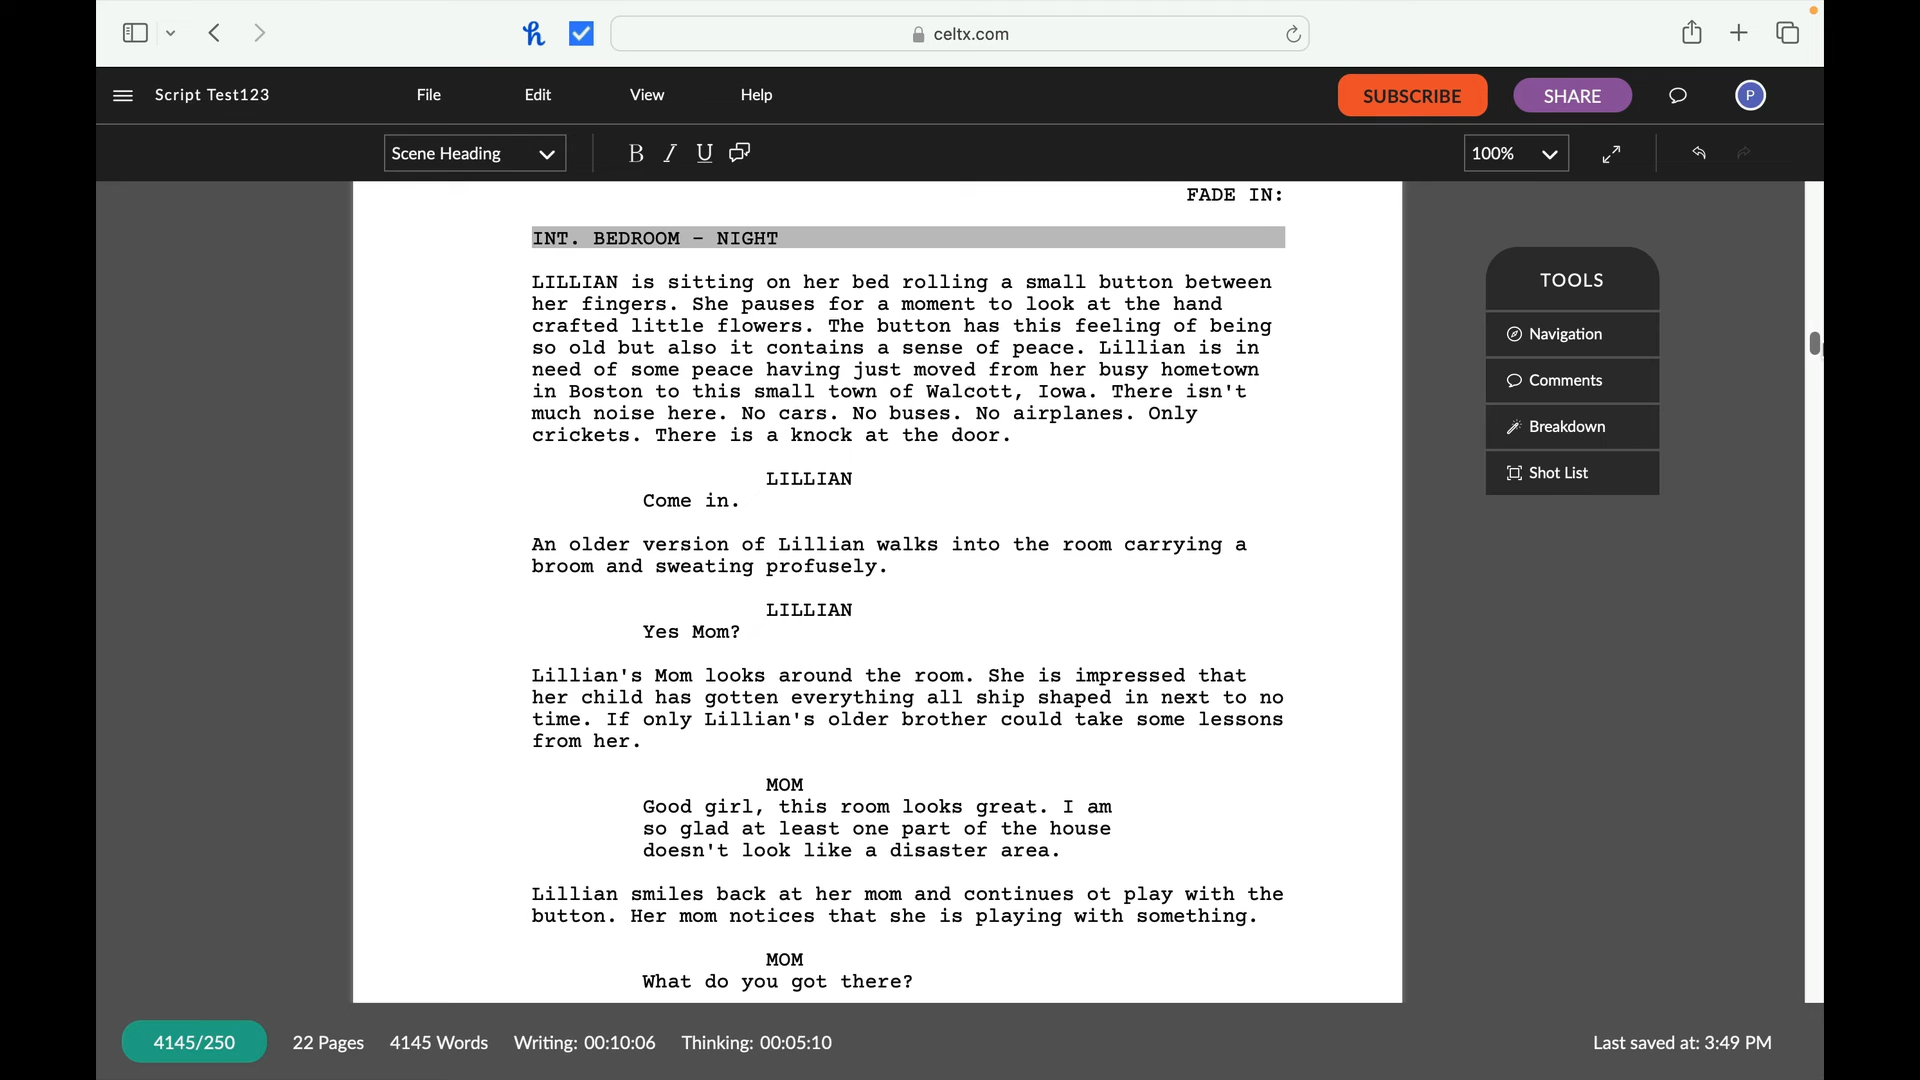 celtx.com
Script Test123
File
Edit
View
Help
SUBSCRIBE
SHARE
P
Scene Heading
B I U
100%
FADE IN:
INT. BEDROOM - NIGHT
LILLIAN is sitting on her bed rolling a small button between
her fingers. She pauses for a moment to look at the hand
crafted little flowers. The button has this feeling of being
so old but also it contains a sense of peace. Lillian is in
need of some peace having just moved from her busy hometown
in Boston to this small town of Walcott, Iowa. There isn't
much noise here. No cars. No buses. No airplanes. Only
crickets. There is a knock at the door.
LILLIAN
Come in.
An older version of Lillian walks into the room carrying a
broom and sweating profusely.
LILLIAN
Yes Mom?
Lillian's Mom looks around the room. She is impressed that
her child has gotten everything all ship shaped in next to no
time. If only Lillian's older brother could take some lessons
from her.
MOM
Good girl, this room looks great. I am
so glad at least one part of the house
doesn't look like a disaster area.
Lillian smiles back at her mom and continues ot play with the
button. Her mom notices that she is playing with something.
MOM
What do you got there?
TOOLS
Navigation
Comments
Breakdown
Shot List
4145/250
22 Pages
4145 Words
Writing: 00:10:06
Thinking: 00:05:10
Last saved at: 3:49 PM